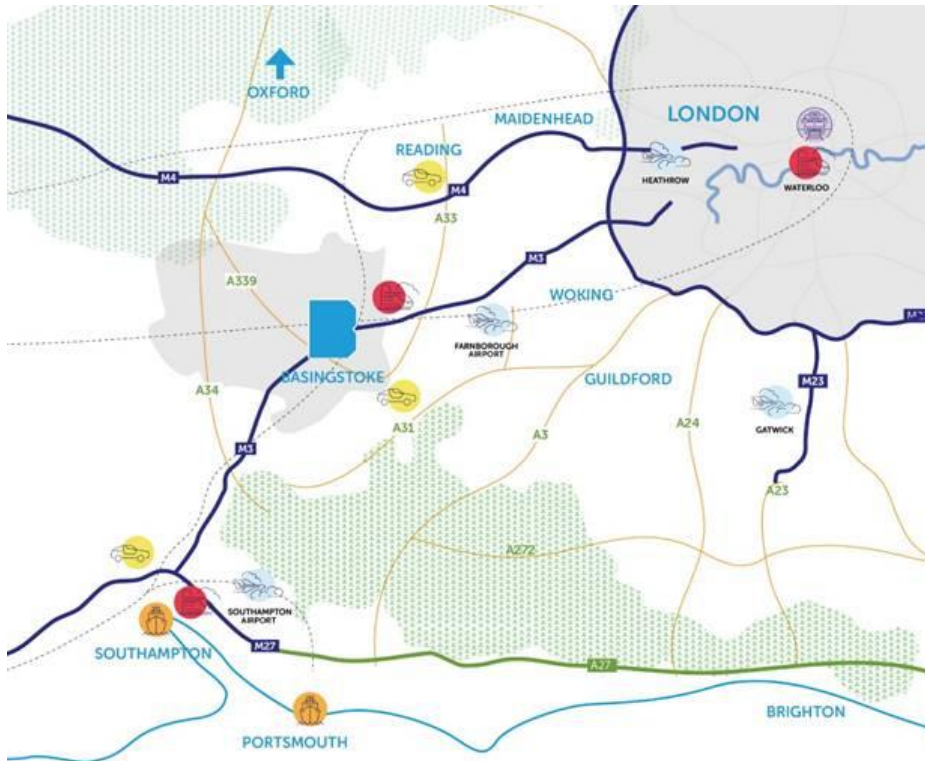 OXFORD
MAIDENHEAD
LONDON
READING
HEATHROW
WATERLOO
M4
M4
A33
A339
M3
WOKING
FARNBOROUGH
AIRPORT
BASINGSTOKE
GUILDFORD
M23
A34
A31
A3
A24
GATWICK
M3
A23
A272
SOUTHAMPTON
AIRPORT
M27
SOUTHAMPTON
A27
BRIGHTON
PORTSMOUTH